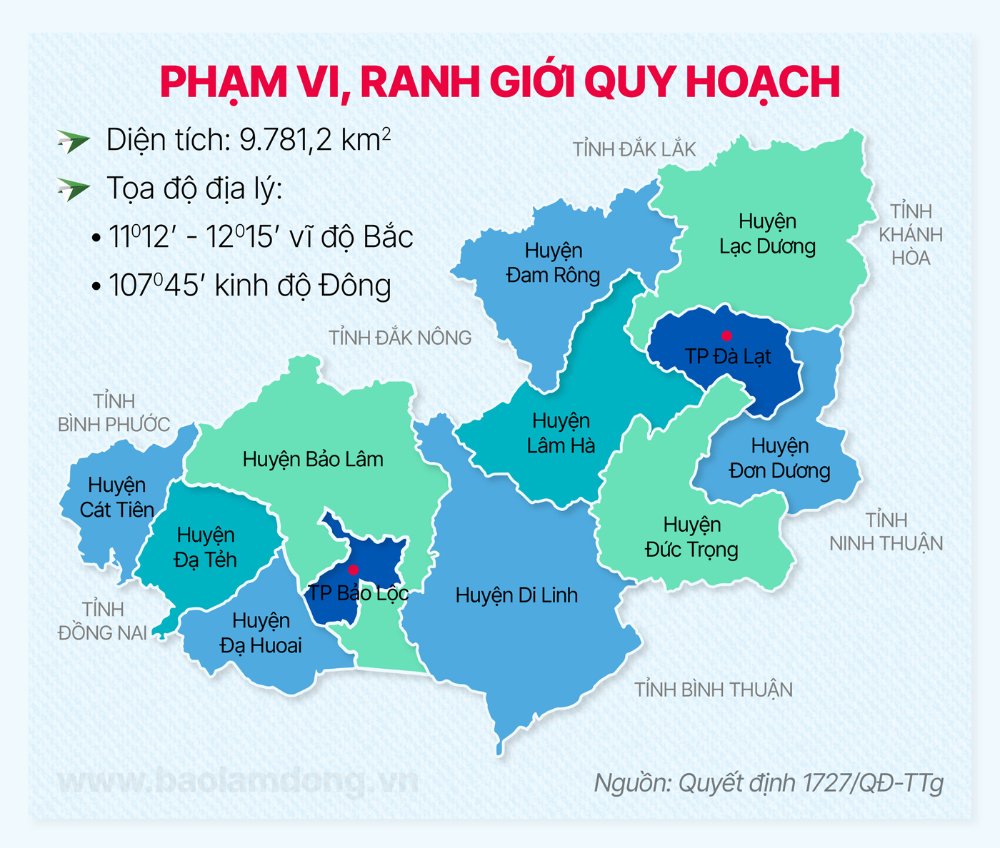 PHẠM VI, RANH GIỚI QUY HOẠCH
Diện tích: 9.781,2 km²
Tọa độ địa lý:
• 11⁰12’ - 12⁰15’ vĩ độ Bắc
• 107⁰45’ kinh độ Đông
TỈNH ĐẮK LẮK
TỈNH
KHÁNH
HÒA
Huyện
Lạc Dương
Huyện
Đam Rông
TỈNH ĐẮK NÔNG
TP Đà Lạt
TỈNH
BÌNH PHƯỚC
Huyện
Lâm Hà
Huyện
Đơn Dương
Huyện Bảo Lâm
Huyện
Cát Tiên
Huyện
Đạ Tẻh
Huyện
Đức Trọng
TỈNH
NINH THUẬN
TP Bảo Lộc
Huyện Di Linh
TỈNH
ĐỒNG NAI
Huyện
Đạ Huoai
TỈNH BÌNH THUẬN
www.baolamdong.vn
Nguồn: Quyết định 1727/QĐ-TTg